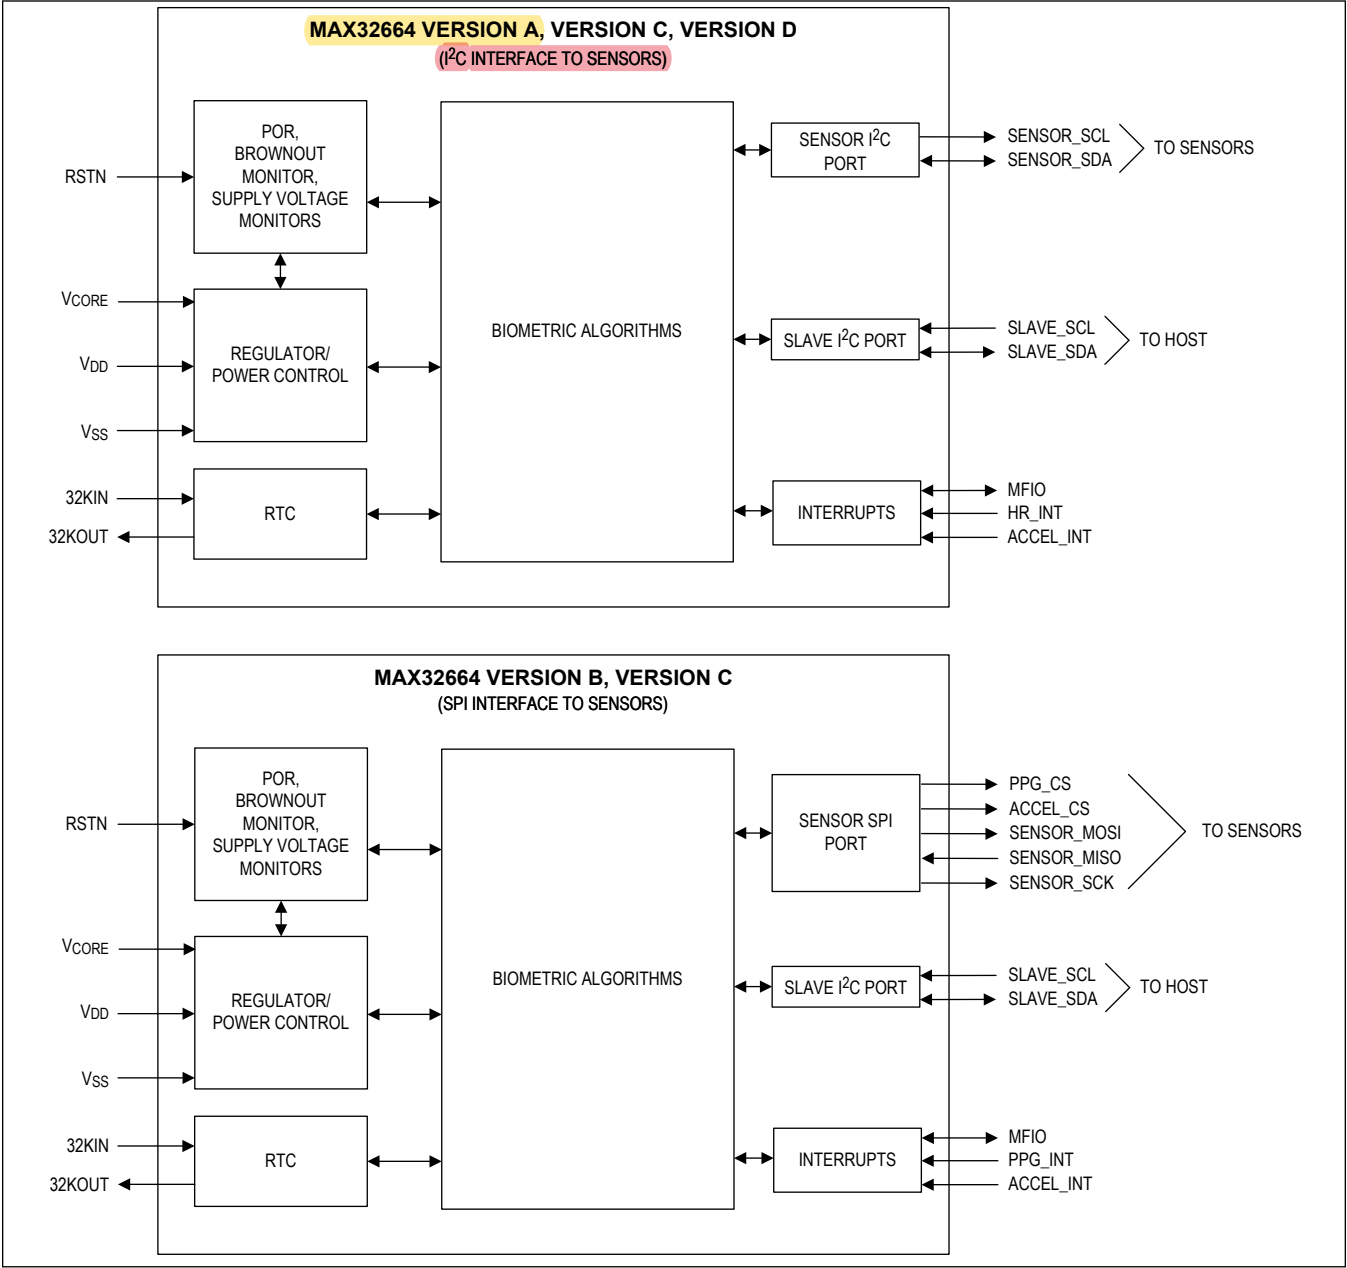 MAX32664 VERSION A, VERSION C, VERSION D
(I²C INTERFACE TO SENSORS)
POR,
BROWNOUT
MONITOR,
SUPPLY VOLTAGE
MONITORS
RSTN
VCORE
VDD
VSS
REGULATOR/
POWER CONTROL
32KIN
32KOUT
RTC
BIOMETRIC ALGORITHMS
SENSOR I²C
PORT
SENSOR_SCL
SENSOR_SDA
TO SENSORS
SLAVE I²C PORT
SLAVE_SCL
SLAVE_SDA
TO HOST
INTERRUPTS
MFIO
HR_INT
ACCEL_INT
MAX32664 VERSION B, VERSION C
(SPI INTERFACE TO SENSORS)
POR,
BROWNOUT
MONITOR,
SUPPLY VOLTAGE
MONITORS
RSTN
VCORE
VDD
VSS
REGULATOR/
POWER CONTROL
32KIN
32KOUT
RTC
BIOMETRIC ALGORITHMS
SENSOR SPI
PORT
PPG_CS
ACCEL_CS
SENSOR_MOSI
SENSOR_MISO
SENSOR_SCK
TO SENSORS
SLAVE I²C PORT
SLAVE_SCL
SLAVE_SDA
TO HOST
INTERRUPTS
MFIO
PPG_INT
ACCEL_INT